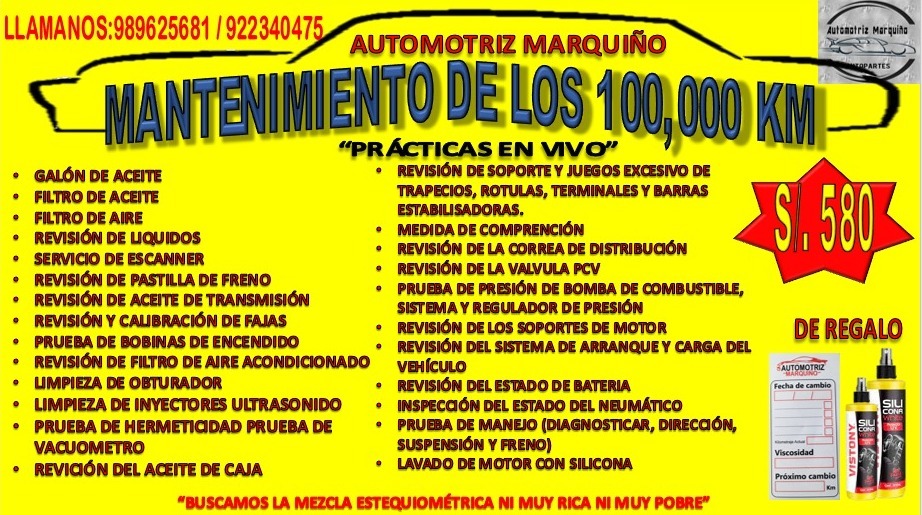 LLAMANOS:989625681 / 922340475
AUTOMOTRIZ MARQUIÑO
Automotriz Marquiño
AUTOPARTES
MANTENIMIENTO DE LOS 100,000 KM
“PRÁCTICAS EN VIVO”
• GALÓN DE ACEITE
• FILTRO DE ACEITE
• FILTRO DE AIRE
• REVISIÓN DE LIQUIDOS
• SERVICIO DE ESCANNER
• REVISIÓN DE PASTILLA DE FRENO
• REVISIÓN DE ACEITE DE TRANSMISIÓN
• REVISIÓN Y CALIBRACIÓN DE FAJAS
• PRUEBA DE BOBINAS DE ENCENDIDO
• REVISIÓN DE FILTRO DE AIRE ACONDICIONADO
• LIMPIEZA DE OBTURADOR
• LIMPIEZA DE INYECTORES ULTRASONIDO
• PRUEBA DE HERMETICIDAD PRUEBA DE
VACUOMETRO
• REVICIÓN DEL ACEITE DE CAJA
• REVISIÓN DE SOPORTE Y JUEGOS EXCESIVO DE
TRAPECIOS, ROTULAS, TERMINALES Y BARRAS
ESTABILISADORAS.
• MEDIDA DE COMPRENCIÓN
• REVISIÓN DE LA CORREA DE DISTRIBUCIÓN
• REVISIÓN DE LA VALVULA PCV
• PRUEBA DE PRESIÓN DE BOMBA DE COMBUSTIBLE,
SISTEMA Y REGULADOR DE PRESIÓN
• REVISIÓN DE LOS SOPORTES DE MOTOR
• REVISIÓN DEL SISTEMA DE ARRANQUE Y CARGA DEL
VEHÍCULO
• REVISIÓN DEL ESTADO DE BATERIA
• INSPECCIÓN DEL ESTADO DEL NEUMÁTICO
• PRUEBA DE MANEJO (DIAGNOSTICAR, DIRECCIÓN,
SUSPENSIÓN Y FRENO)
• LAVADO DE MOTOR CON SILICONA
S/. 580
DE REGALO
AUTOMOTRIZ
MARQUIÑO
Fecha de cambio
Kilometraje Actual
Viscosidad
Próximo cambio
Km
VISTONY
SILI
CONA
SILI
CONA
“BUSCAMOS LA MEZCLA ESTEQUIOMÉTRICA NI MUY RICA NI MUY POBRE”